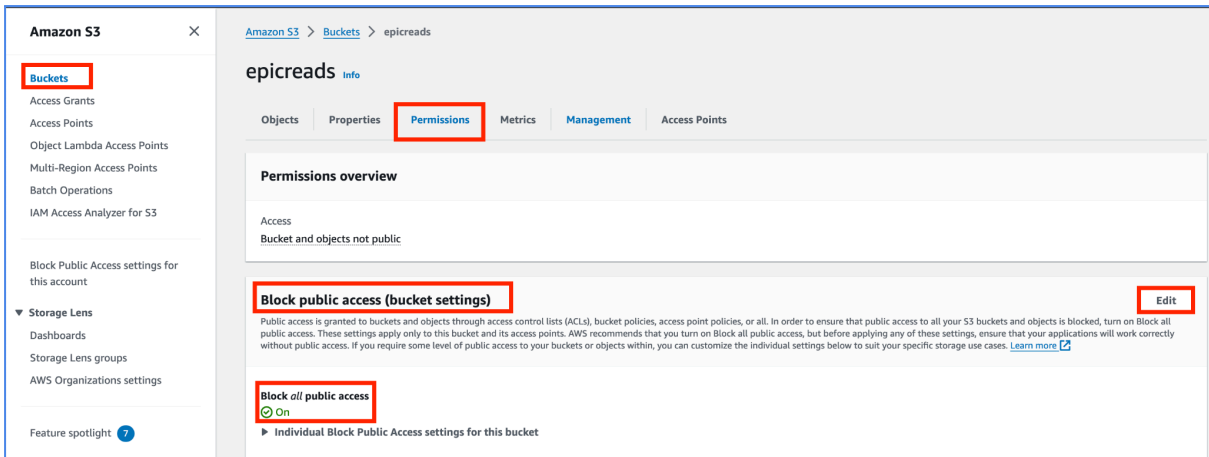 Amazon S3
Buckets
Access Grants
Access Points
Object Lambda Access Points
Multi-Region Access Points
Batch Operations
IAM Access Analyzer for S3
Block Public Access settings for
this account
Storage Lens
Dashboards
Storage Lens groups
AWS Organizations settings
Feature spotlight 7
Amazon S3 > Buckets > epicreads
epicreads Info
Objects Properties Permissions Metrics Management Access Points
Permissions overview
Access
Bucket and objects not public
Block public access (bucket settings) Edit
Public access is granted to buckets and objects through access control lists (ACLs), bucket policies, access point policies, or all. In order to ensure that public access to all your S3 buckets and objects is blocked, turn on Block all
public access. These settings apply only to this bucket and its access points. AWS recommends that you turn on Block all public access, but before applying any of these settings, ensure that your applications will work correctly
without public access. If you require some level of public access to your buckets or objects within, you can customize the individual settings below to suit your specific storage use cases. Learn more
Block all public access
On
Individual Block Public Access settings for this bucket